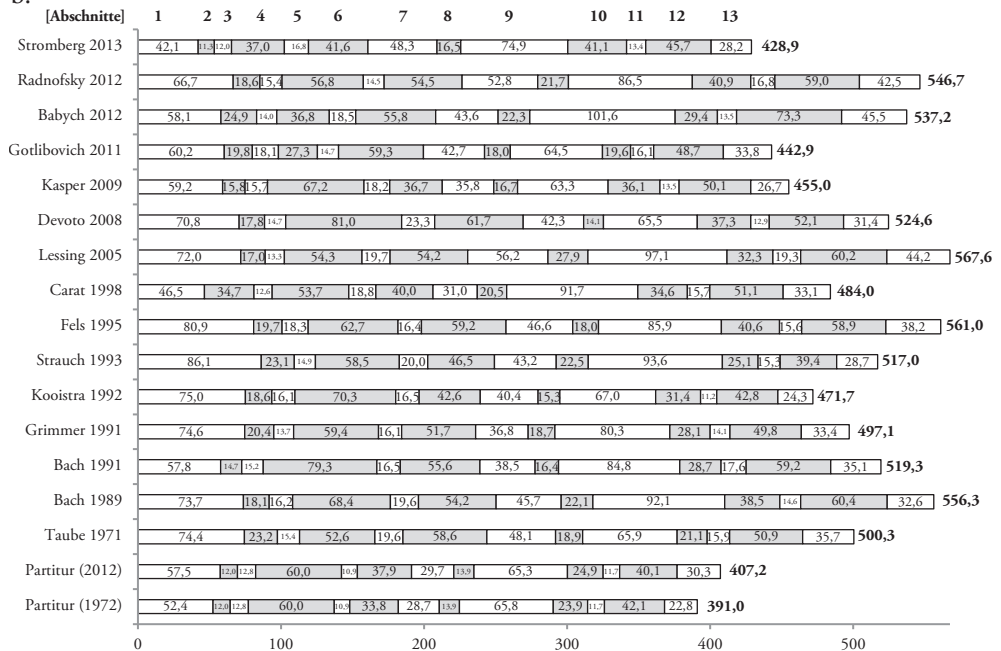 b.
[Abschnitte] 1 2 3 4 5 6 7 8 9 10 11 12 13
Stromberg 2013 42,1 11,3 12,0 37,0 16,8 41,6 48,3 16,5 74,9 41,1 13,4 45,7 28,2 428,9
Radnofsky 2012 66,7 18,6 15,4 56,8 14,5 54,5 52,8 21,7 86,5 40,9 16,8 59,0 42,5 546,7
Babych 2012 58,1 24,9 14,0 36,8 18,5 55,8 43,6 22,3 101,6 29,4 13,5 73,3 45,5 537,2
Gotlibovich 2011 60,2 19,8 18,1 27,3 14,7 59,3 42,7 18,0 64,5 19,6 16,1 48,7 33,8 442,9
Kasper 2009 59,2 15,8 15,7 67,2 18,2 36,7 35,8 16,7 63,3 36,1 13,5 50,1 26,7 455,0
Devoto 2008 70,8 17,8 14,7 81,0 23,3 61,7 42,3 14,1 65,5 37,3 12,9 52,1 31,4 524,6
Lessing 2005 72,0 17,0 13,3 54,3 19,7 54,2 56,2 27,9 97,1 32,3 19,3 60,2 44,2 567,6
Carat 1998 46,5 34,7 12,6 53,7 18,8 40,0 31,0 20,5 91,7 34,6 15,7 51,1 33,1 484,0
Fels 1995 80,9 19,7 18,3 62,7 16,4 59,2 46,6 18,0 85,9 40,6 15,6 58,9 38,2 561,0
Strauch 1993 86,1 23,1 14,9 58,5 20,0 46,5 43,2 22,5 93,6 25,1 15,3 39,4 28,7 517,0
Kooistra 1992 75,0 18,6 16,1 70,3 16,5 42,6 40,4 15,3 67,0 31,4 11,2 42,8 24,3 471,7
Grimmer 1991 74,6 20,4 13,7 59,4 16,1 51,7 36,8 18,7 80,3 28,1 14,1 49,8 33,4 497,1
Bach 1991 57,8 14,7 15,2 79,3 16,5 55,6 38,5 16,4 84,8 28,7 17,6 59,2 35,1 519,3
Bach 1989 73,7 18,1 16,2 68,4 19,6 54,2 45,7 22,1 92,1 38,5 14,6 60,4 32,6 556,3
Taube 1971 74,4 23,2 15,4 52,6 19,6 58,6 48,1 18,9 65,9 21,1 15,9 50,9 35,7 500,3
Partitur (2012) 57,5 12,0 12,8 60,0 10,9 37,9 29,7 13,9 65,3 24,9 11,7 40,1 30,3 407,2
Partitur (1972) 52,4 12,0 12,8 60,0 10,9 33,8 28,7 13,9 65,8 23,9 11,7 42,1 22,8 391,0
0 100 200 300 400 500